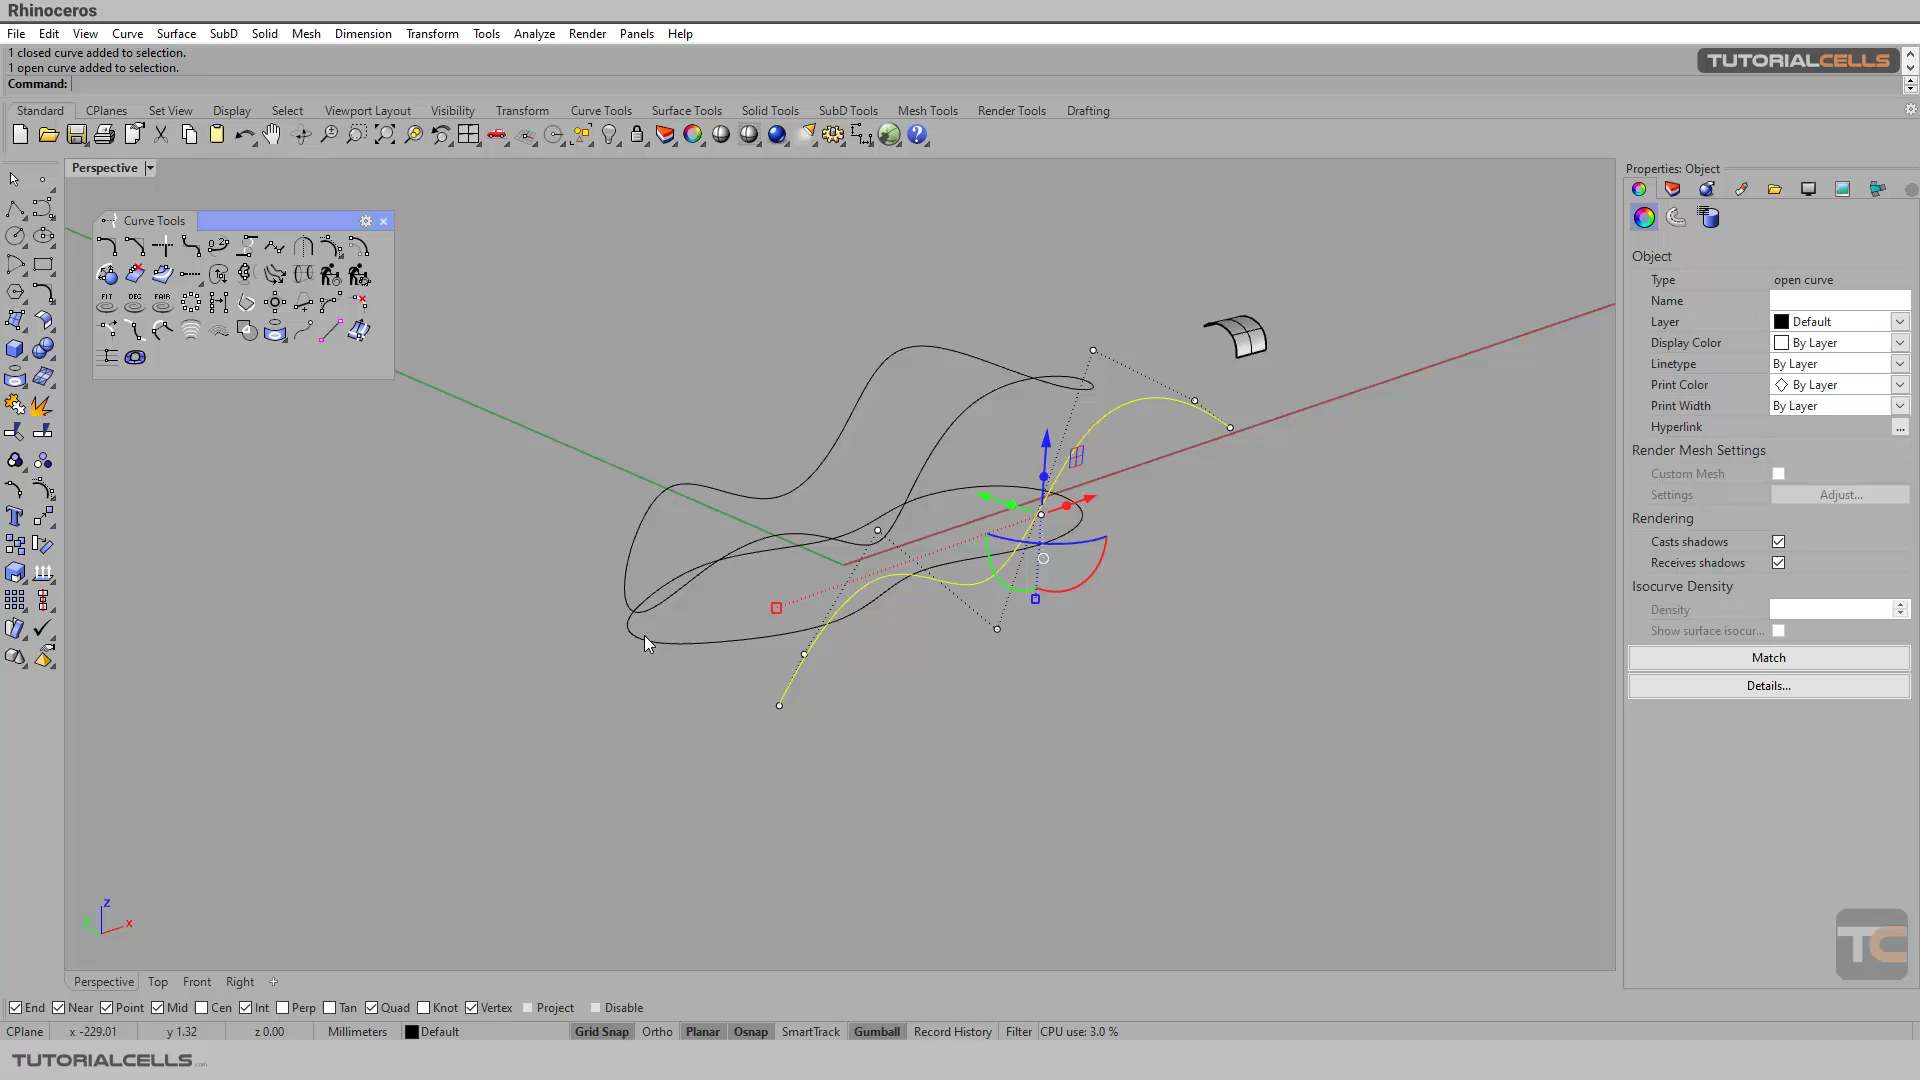 Rhinoceros
File Edit View Curve Surface SubD Solid Mesh Dimension Transform Tools Analyze Render Panels Help
1 closed curve added to selection.
1 open curve added to selection.
TUTORIALCELLS
Command:
Standard CPlanes Set View Display Select Viewport Layout Visibility Transform Curve Tools Surface Tools Solid Tools SubD Tools Mesh Tools Render Tools Drafting
Perspective
Curve Tools
FIT DEG FAIR
z
y x
Properties: Object
Object
Type open curve
Name
Layer Default
Display Color By Layer
Linetype By Layer
Print Color By Layer
Print Width By Layer
Hyperlink ...
Render Mesh Settings
Custom Mesh
Settings Adjust...
Rendering
Casts shadows
Receives shadows
Isocurve Density
Density
Show surface isocur...
Match
Details...
TC
Perspective Top Front Right
End Near Point Mid Cen Int Perp Tan Quad Knot Vertex Project Disable
CPlane x -229.01 y 1.32 z 0.00 Millimeters Default Grid Snap Ortho Planar Osnap SmartTrack Gumball Record History Filter CPU use: 3.0 %
TUTORIALCELLS